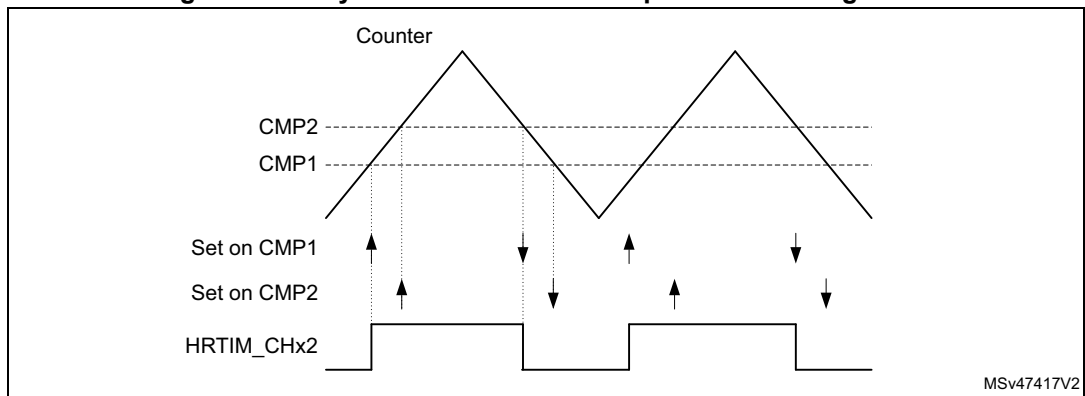 Counter
CMP2
CMP1
Set on CMP1
Set on CMP2
HRTIM_CHx2
MSv47417V2